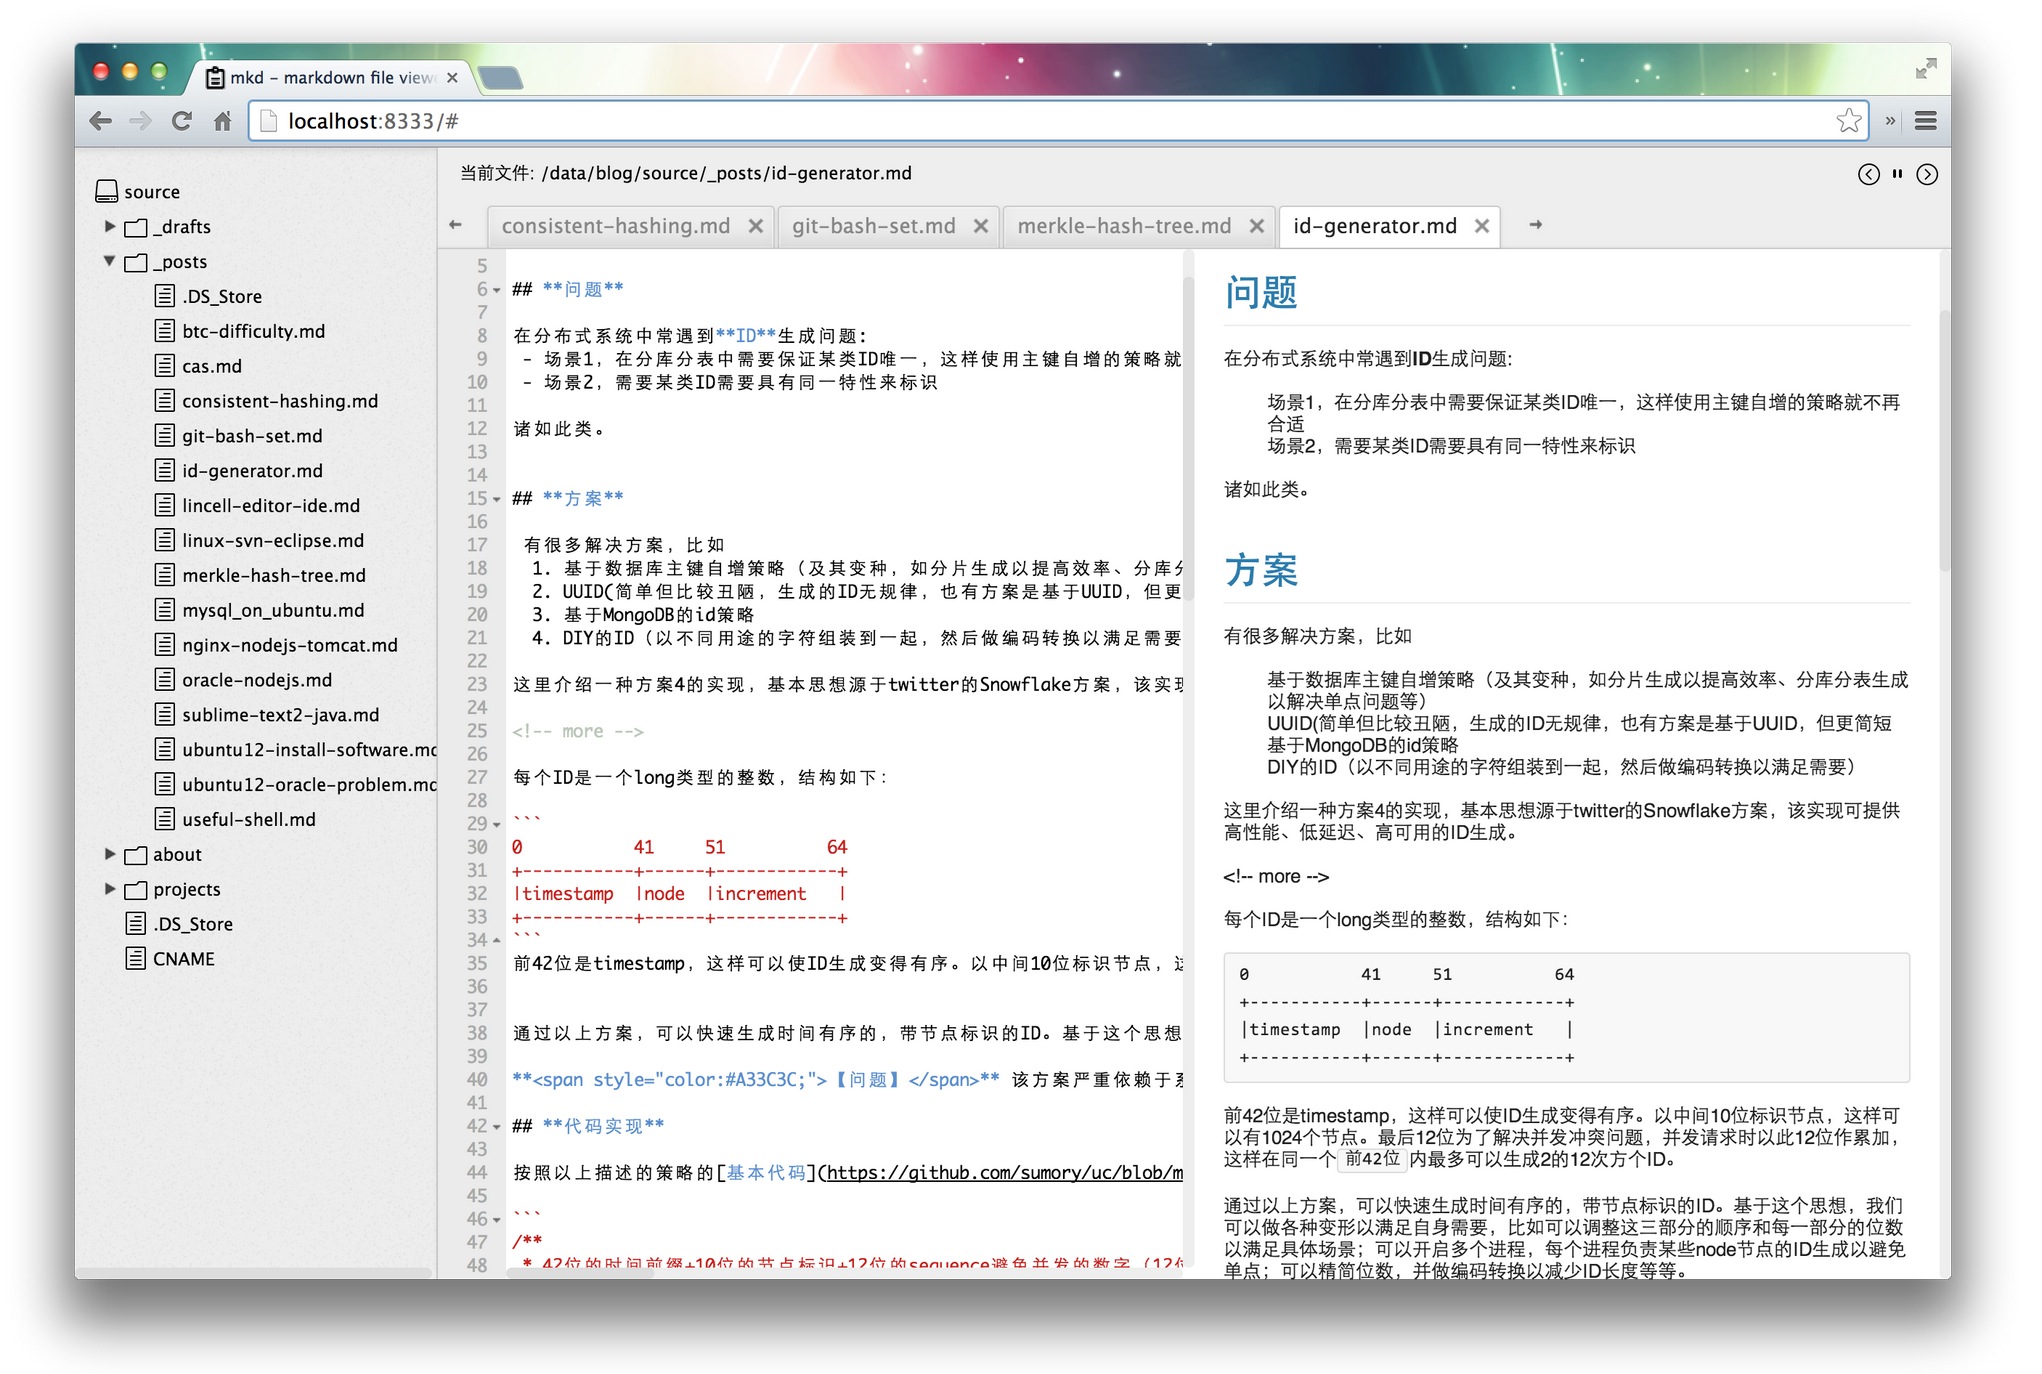 mkd - markdown file viewe
localhost:8333/#
source
_drafts
_posts
.DS_Store
btc-difficulty.md
cas.md
consistent-hashing.md
git-bash-set.md
id-generator.md
lincell-editor-ide.md
linux-svn-eclipse.md
merkle-hash-tree.md
mysql_on_ubuntu.md
nginx-nodejs-tomcat.md
oracle-nodejs.md
sublime-text2-java.md
ubuntu12-install-software.md
ubuntu12-oracle-problem.md
useful-shell.md
about
projects
.DS_Store
CNAME
当前文件: /data/blog/source/_posts/id-generator.md
consistent-hashing.md
git-bash-set.md
merkle-hash-tree.md
id-generator.md
5
6 ## **问题**
7
8 在分布式系统中常遇到**ID**生成问题:
9 - 场景1，在分库分表中需要保证某类ID唯一，这样使用主键自增的策略就
10 - 场景2，需要某类ID需要具有同一特性来标识
11
12 诸如此类。
13
14
15 ## **方案**
16
17 有很多解决方案，比如
18 1. 基于数据库主键自增策略（及其变种，如分片生成以提高效率、分库分
19 2. UUID(简单但比较丑陋，生成的ID无规律，也有方案是基于UUID，但更
20 3. 基于MongoDB的id策略
21 4. DIY的ID（以不同用途的字符组装到一起，然后做编码转换以满足需要
22
23 这里介绍一种方案4的实现，基本思想源于twitter的Snowflake方案，该实现
24
25 <!-- more -->
26
27 每个ID是一个long类型的整数，结构如下：
28
29 ```
30 0           41     51          64
31 +-----------+------+------------+
32 |timestamp  |node  |increment   |
33 +-----------+------+------------+
34 ```
35 前42位是timestamp，这样可以使ID生成变得有序。以中间10位标识节点，这
36
37
38 通过以上方案，可以快速生成时间有序的，带节点标识的ID。基于这个思想
39
40 **<span style="color:#A33C3C;">【问题】</span>** 该方案严重依赖于系
41
42 ## **代码实现**
43
44 按照以上描述的策略的[基本代码](https://github.com/sumory/uc/blob/m
45
46 ```
47 /**
48 * 42位的时间前缀+10位的节点标识+12位的sequence避免并发的数字（12位
问题
在分布式系统中常遇到ID生成问题:
场景1，在分库分表中需要保证某类ID唯一，这样使用主键自增的策略就不再
合适
场景2，需要某类ID需要具有同一特性来标识
诸如此类。
方案
有很多解决方案，比如
基于数据库主键自增策略（及其变种，如分片生成以提高效率、分库分表生成
以解决单点问题等）
UUID(简单但比较丑陋，生成的ID无规律，也有方案是基于UUID，但更简短
基于MongoDB的id策略
DIY的ID（以不同用途的字符组装到一起，然后做编码转换以满足需要）
这里介绍一种方案4的实现，基本思想源于twitter的Snowflake方案，该实现可提供
高性能、低延迟、高可用的ID生成。
<!-- more -->
每个ID是一个long类型的整数，结构如下：
0           41     51          64
+-----------+------+------------+
|timestamp  |node  |increment   |
+-----------+------+------------+
前42位是timestamp，这样可以使ID生成变得有序。以中间10位标识节点，这样可
以有1024个节点。最后12位为了解决并发冲突问题，并发请求时以此12位作累加，
这样在同一个 前42位 内最多可以生成2的12次方个ID。
通过以上方案，可以快速生成时间有序的，带节点标识的ID。基于这个思想，我们
可以做各种变形以满足自身需要，比如可以调整这三部分的顺序和每一部分的位数
以满足具体场景；可以开启多个进程，每个进程负责某些node节点的ID生成以避免
单点；可以精简位数，并做编码转换以减少ID长度等等。